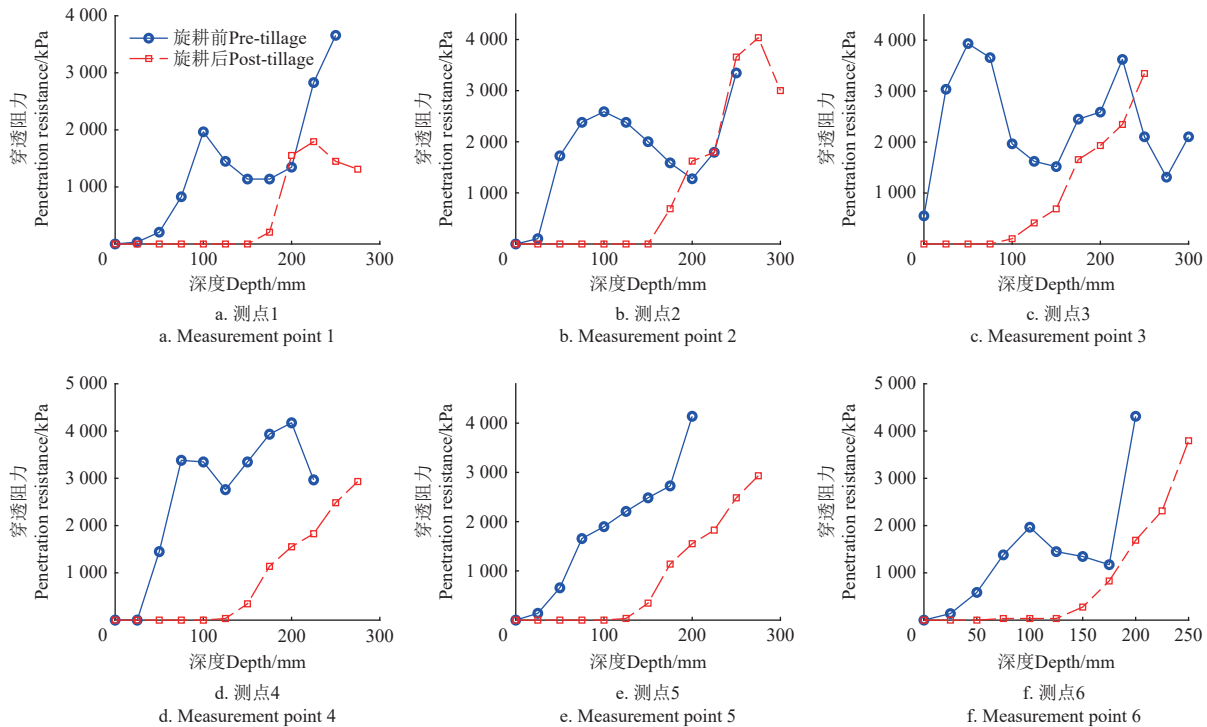 4 000
3 000
2 000
1 000
0
100
200
300
穿透阻力
Penetration resistance/kPa
旋耕前Pre-tillage
旋耕后Post-tillage
深度Depth/mm
a. 测点1
a. Measurement point 1
4 000
3 000
2 000
1 000
0
100
200
300
穿透阻力
Penetration resistance/kPa
深度Depth/mm
b. 测点2
b. Measurement point 2
4 000
3 000
2 000
1 000
0
100
200
300
穿透阻力
Penetration resistance/kPa
深度Depth/mm
c. 测点3
c. Measurement point 3
5 000
4 000
3 000
2 000
1 000
0
100
200
300
穿透阻力
Penetration resistance/kPa
深度Depth/mm
d. 测点4
d. Measurement point 4
4 000
3 000
2 000
1 000
0
100
200
300
穿透阻力
Penetration resistance/kPa
深度Depth/mm
e. 测点5
e. Measurement point 5
5 000
4 000
3 000
2 000
1 000
0
50
100
150
200
250
穿透阻力
Penetration resistance/kPa
深度Depth/mm
f. 测点6
f. Measurement point 6